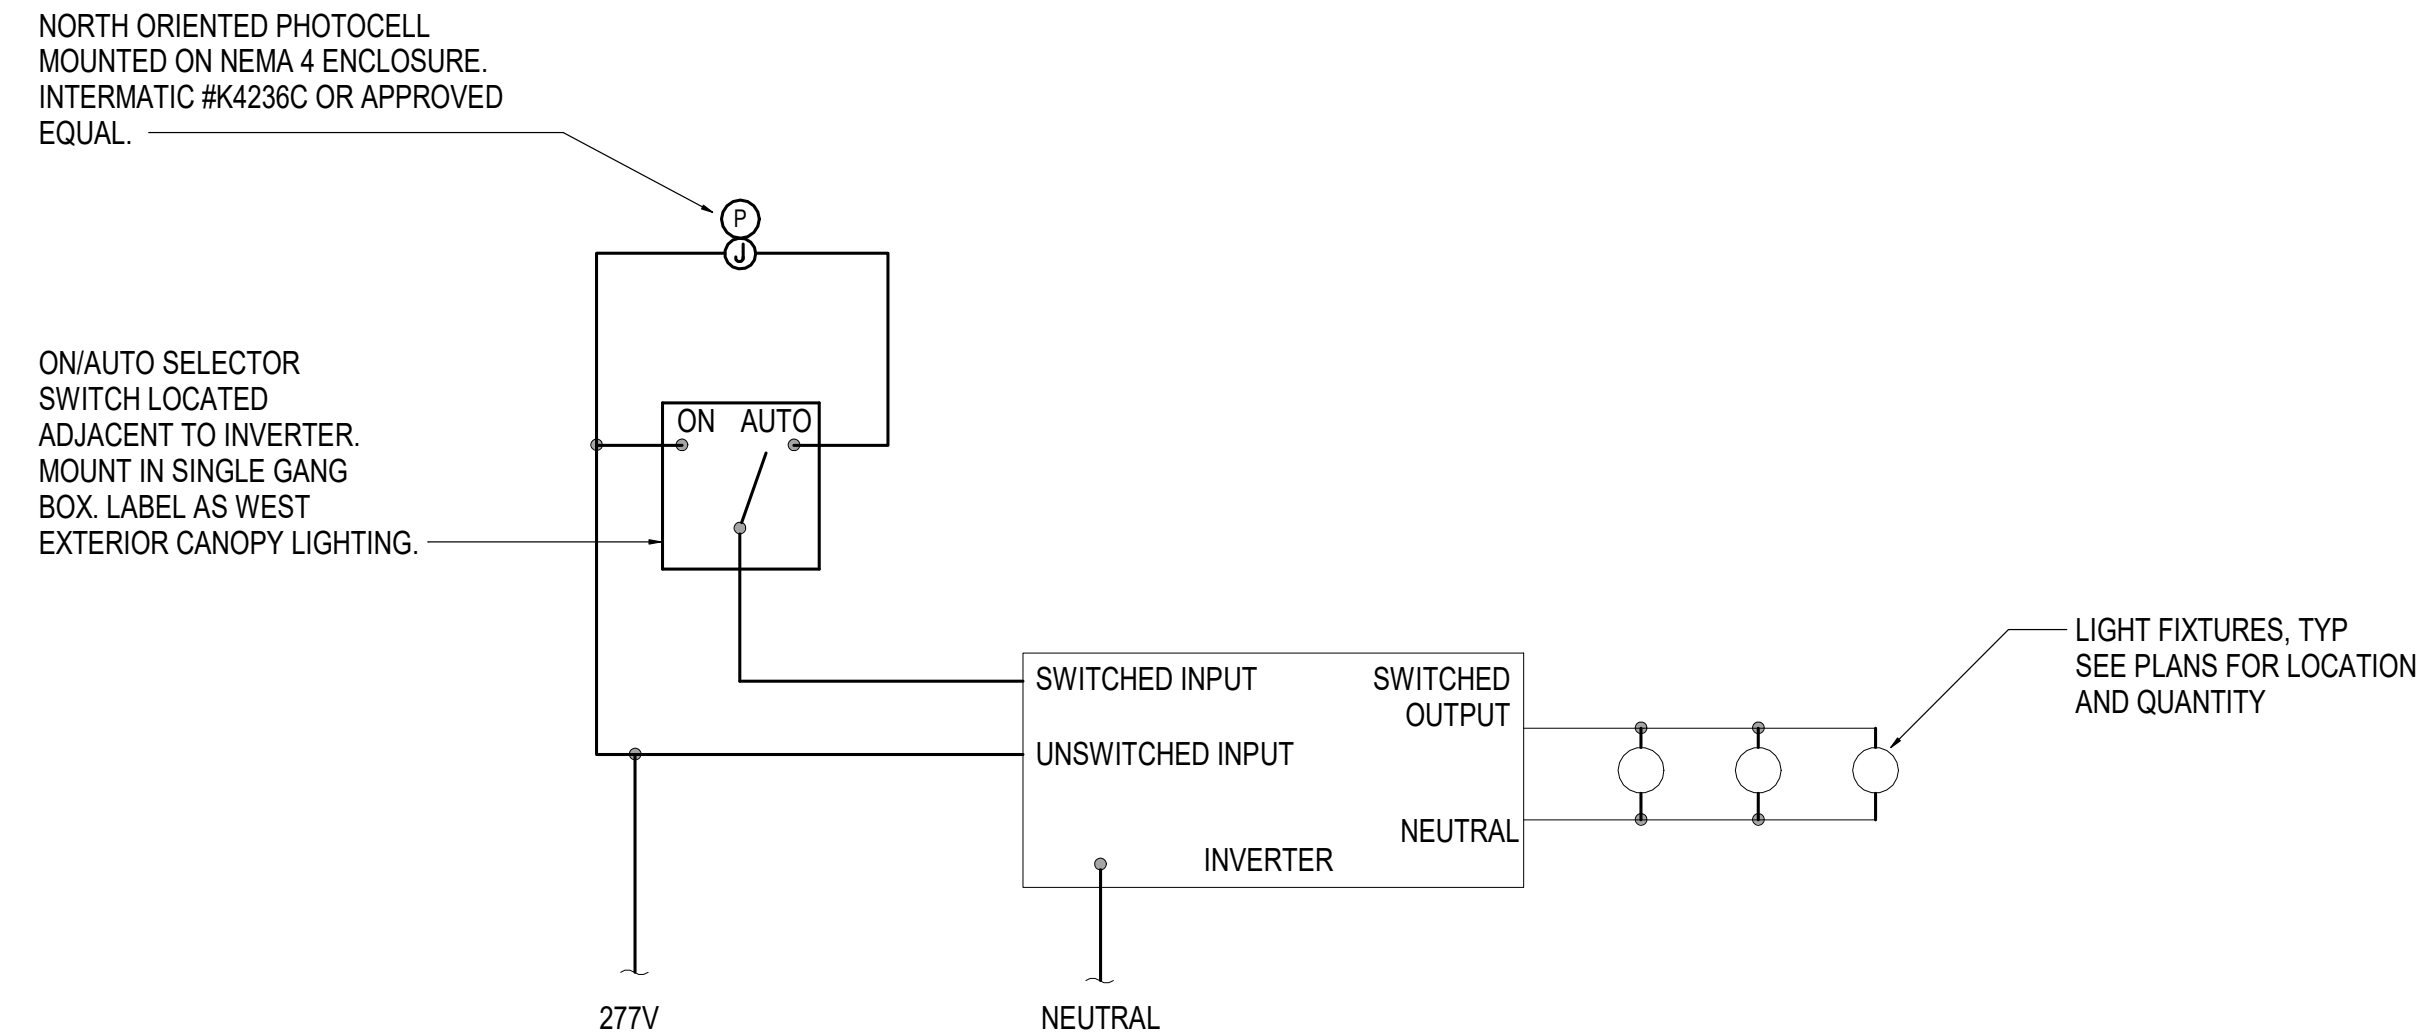 NORTH ORIENTED PHOTOCELL
MOUNTED ON NEMA 4 ENCLOSURE.
INTERMATIC #K4236C OR APPROVED
EQUAL.
P
J
ON/AUTO SELECTOR
SWITCH LOCATED
ADJACENT TO INVERTER.
MOUNT IN SINGLE GANG
BOX. LABEL AS WEST
EXTERIOR CANOPY LIGHTING.
ON AUTO
LIGHT FIXTURES, TYP
SEE PLANS FOR LOCATION
AND QUANTITY
SWITCHED INPUT
SWITCHED
OUTPUT
UNSWITCHED INPUT
NEUTRAL
INVERTER
277V
NEUTRAL